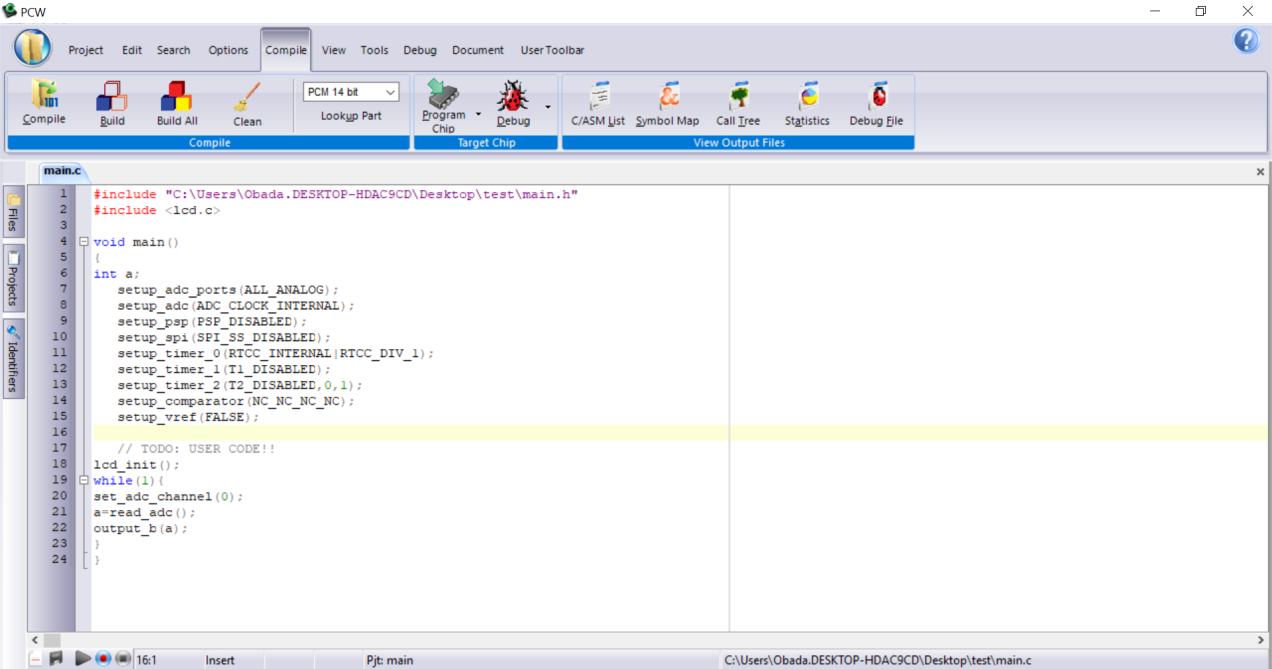 PCW
Project Edit Search Options Compile View Tools Debug Document User Toolbar
101
Compile Build Build All Clean
PCM 14 bit
Lookup Part
Program Chip Debug
C/ASM List Symbol Map Call Tree Statistics Debug File
Compile Target Chip View Output Files
main.c
Files
Projects
Identifiers
1 #include "C:\Users\Obada.DESKTOP-HDAC9CD\Desktop\test\main.h"
2 #include <lcd.c>
3
4 void main()
5 {
6 int a;
7 setup_adc_ports(ALL_ANALOG);
8 setup_adc(ADC_CLOCK_INTERNAL);
9 setup_psp(PSP_DISABLED);
10 setup_spi(SPI_SS_DISABLED);
11 setup_timer_0(RTCC_INTERNAL|RTCC_DIV_1);
12 setup_timer_1(T1_DISABLED);
13 setup_timer_2(T2_DISABLED,0,1);
14 setup_comparator(NC_NC_NC_NC);
15 setup_vref(FALSE);
16
17 // TODO: USER CODE!!
18 lcd_init();
19 while(1){
20 set_adc_channel(0);
21 a=read_adc();
22 output_b(a);
23 }
24 }
16:1 Insert Pjt: main C:\Users\Obada.DESKTOP-HDAC9CD\Desktop\test\main.c